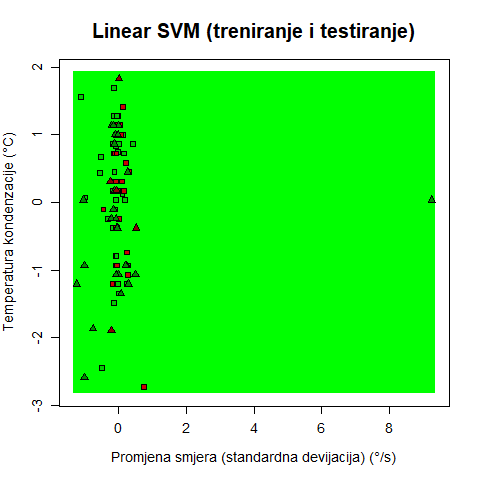 Linear SVM (treniranje i testiranje)
Temperatura kondenzacije (°C)
2
1
0
-1
-2
-3
0 2 4 6 8
Promjena smjera (standardna devijacija) (°/s)